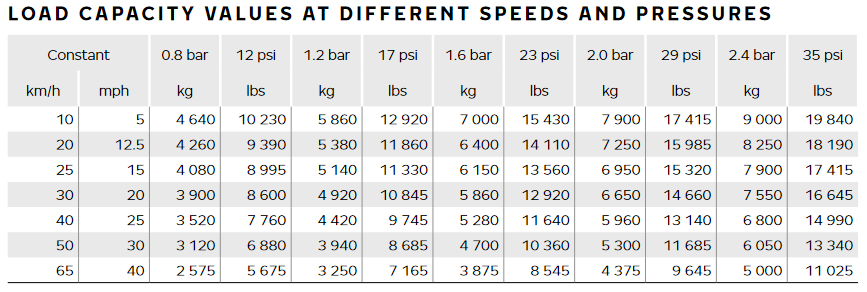 LOAD CAPACITY VALUES AT DIFFERENT SPEEDS AND PRESSURES
Constant 0.8 bar 12 psi 1.2 bar 17 psi 1.6 bar 23 psi 2.0 bar 29 psi 2.4 bar 35 psi
km/h mph kg lbs kg lbs kg lbs kg lbs kg lbs
10 5 4 640 10 230 5 860 12 920 7 000 15 430 7 900 17 415 9 000 19 840
20 12.5 4 260 9 390 5 380 11 860 6 400 14 110 7 250 15 985 8 250 18 190
25 15 4 080 8 995 5 140 11 330 6 150 13 560 6 950 15 320 7 900 17 415
30 20 3 900 8 600 4 920 10 845 5 860 12 920 6 650 14 660 7 550 16 645
40 25 3 520 7 760 4 420 9 745 5 280 11 640 5 960 13 140 6 800 14 990
50 30 3 120 6 880 3 940 8 685 4 700 10 360 5 300 11 685 6 050 13 340
65 40 2 575 5 675 3 250 7 165 3 875 8 545 4 375 9 645 5 000 11 025